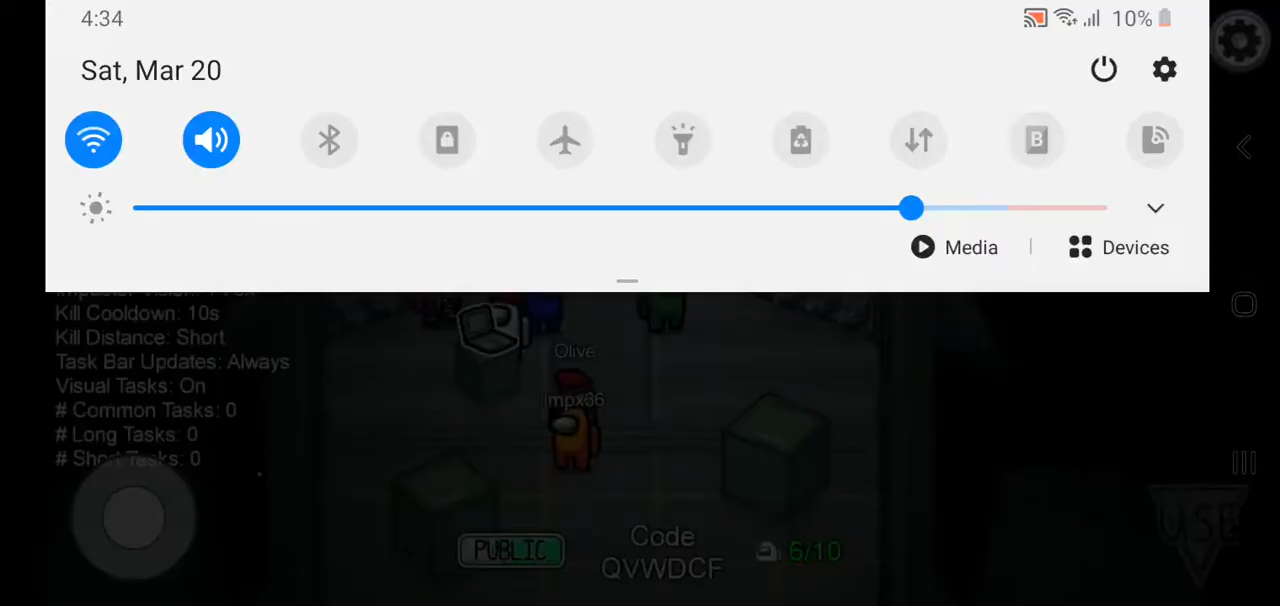 4:34
10%
Sat, Mar 20
B
Media | Devices
Kill Cooldown: 10s
Kill Distance: Short
Task Bar Updates: Always
Visual Tasks: On
# Common Tasks: 0
# Long Tasks: 0
# Short Tasks: 0
Olive
mpx36
PUBLIC
Code
QVWDCF
6/10
USE